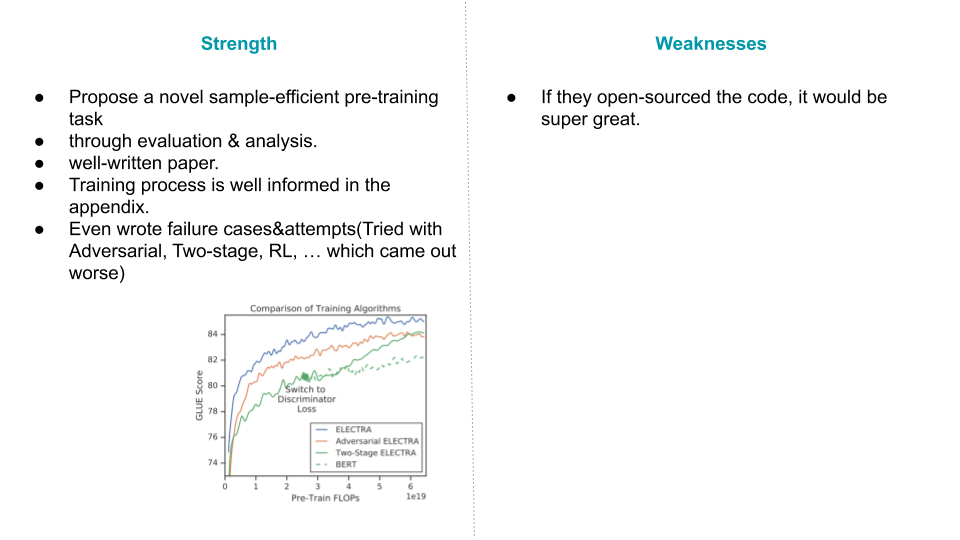 Strength
● Propose a novel sample-efficient pre-training
task
● through evaluation & analysis.
● well-written paper.
● Training process is well informed in the
appendix.
● Even wrote failure cases&attempts(Tried with
Adversarial, Two-stage, RL, … which came out
worse)
Comparison of Training Algorithms
GLUE Score
84
82
80
78
76
74
Switch to
Discriminator
Loss
ELECTRA
Adversarial ELECTRA
Two-Stage ELECTRA
BERT
0 1 2 3 4 5 6
1e19
Pre-Train FLOPs
Weaknesses
● If they open-sourced the code, it would be
super great.